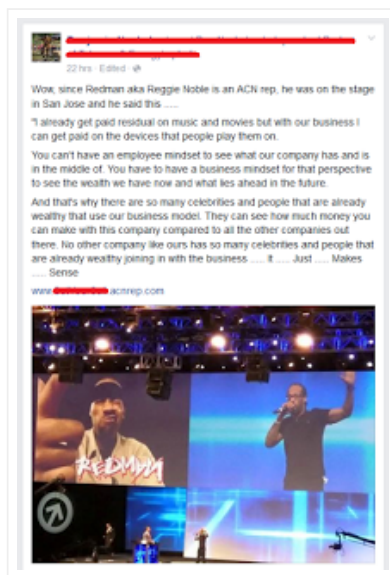 22 hrs · Edited ·
Wow, since Redman aka Reggie Noble is an ACN rep, he was on the stage
in San Jose and he said this .....
"I already get paid residual on music and movies but with our business I
can get paid on the devices that people play them on.
You can't have an employee mindset to see what our company has and is
in the middle of. You have to have a business mindset for that perspective
to see the wealth we have now and what lies ahead in the future.
And that's why there are so many celebrities and people that are already
wealthy that use our business model. They can see how much money you
can make with this company compared to all the other companies out
there. No other company like ours has so many celebrities and people that
are already wealthy joining in with the business ..... It ..... Just ..... Makes
..... Sense
www. acnrep.com
REDMAN